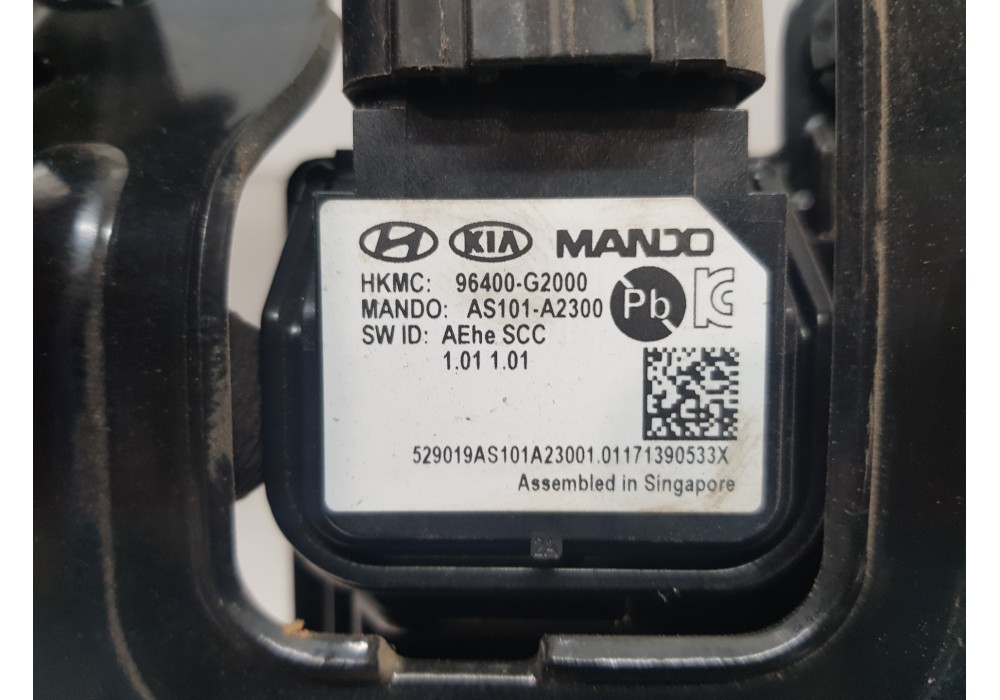 KIA MANDO
HKMC: 96400-G2000
MANDO: AS101-A2300
SW ID: AEhe SCC
1.01 1.01
Pb
529019AS101A23001.01171390533X
Assembled in Singapore